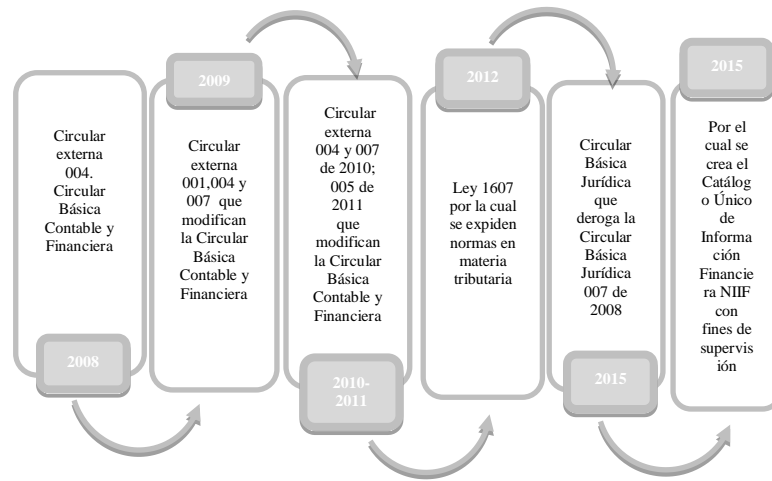 Circular
externa
004.
Circular
Básica
Contable y
Financiera
2008
2009
Circular
externa
001,004 y
007 que
modifican
la Circular
Básica
Contable y
Financiera
Circular
externa
004 y 007
de 2010;
005 de
2011
que
modifican
la Circular
Básica
Contable y
Financiera
2010-
2011
2012
Ley 1607
por la cual
se expiden
normas en
materia
tributaria
Circular
Básica
Jurídica
que
deroga la
Circular
Básica
Jurídica
007 de
2008
2015
2015
Por el
cual se
crea el
Catálog
o Único
de
Inform
ación
Financie
ra NIIF
con
fines de
supervis
ión